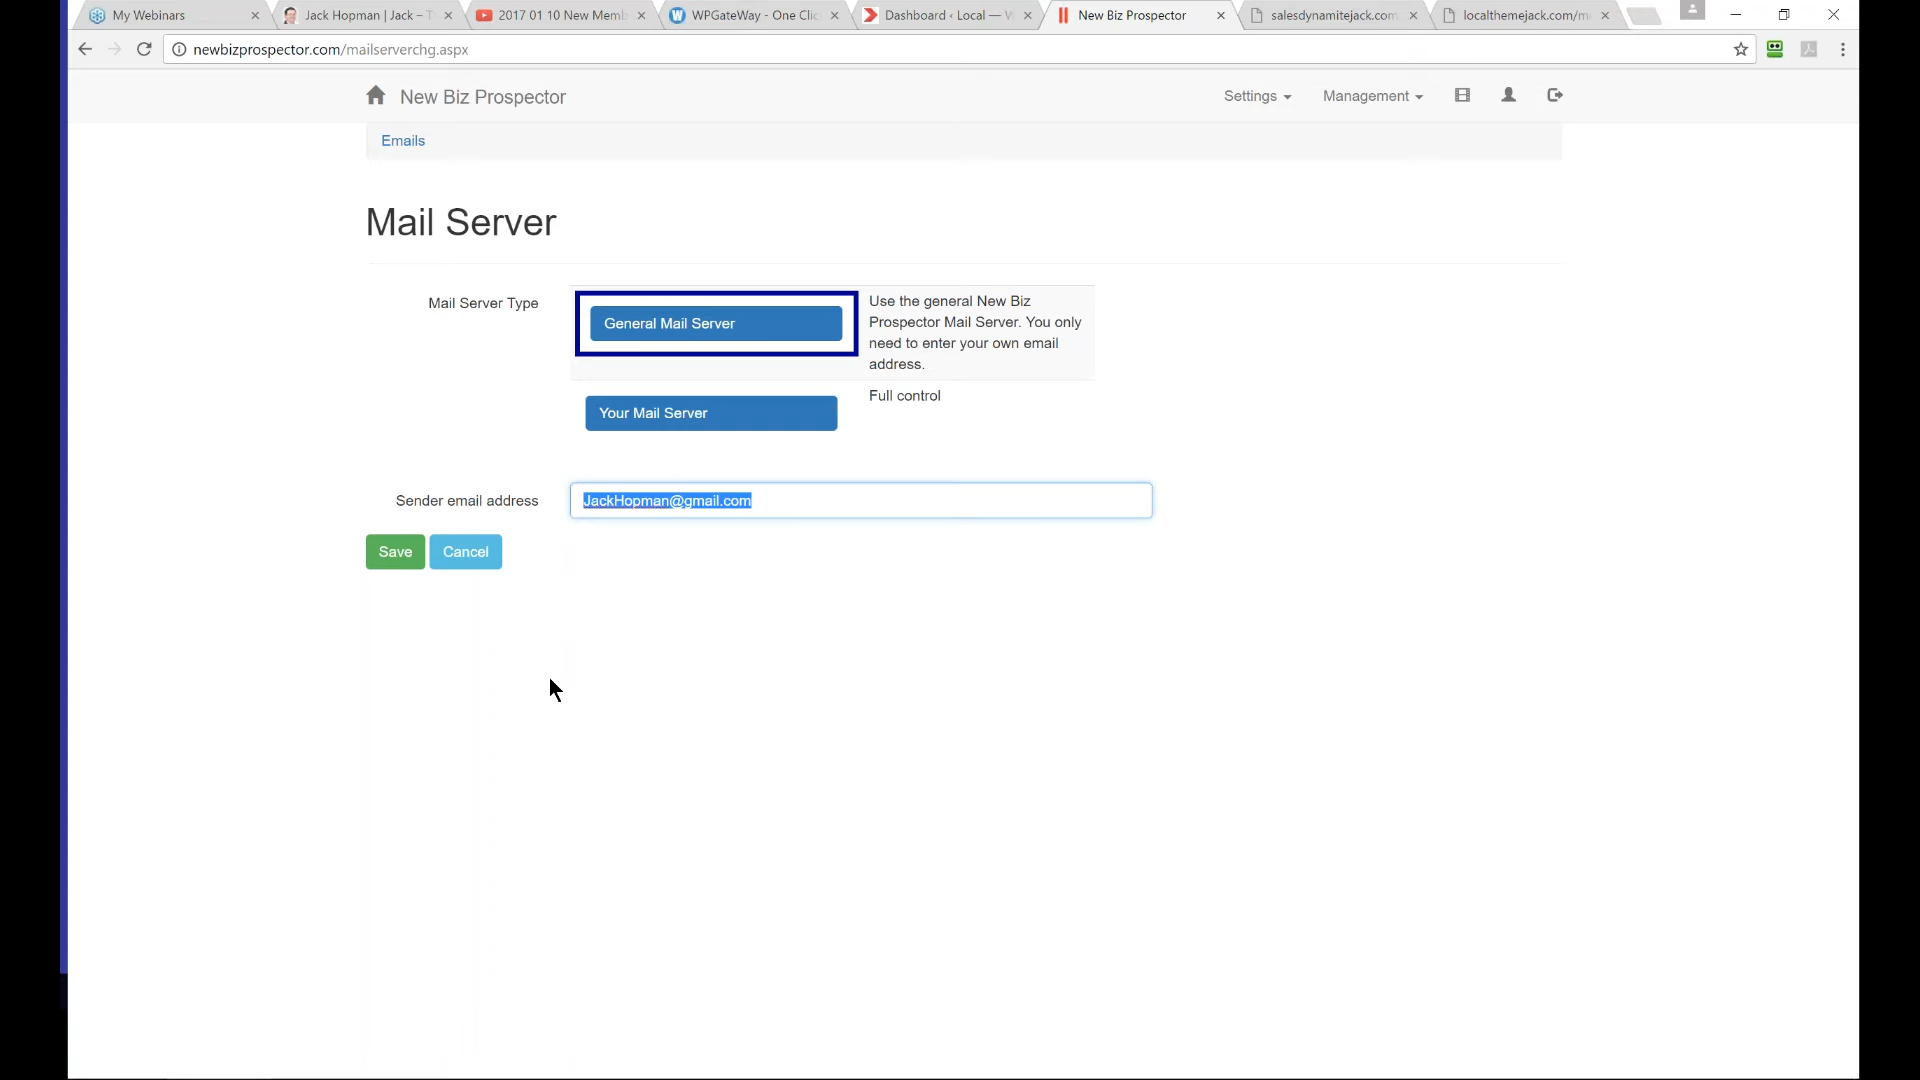 My Webinars
Jack Hopman | Jack – T
2017 01 10 New Memb
WPGateWay - One Clic
Dashboard ‹ Local — W
New Biz Prospector
salesdynamitejack.com
localthemejack.com/m
newbizprospector.com/mailserverchg.aspx
New Biz Prospector
Settings
Management
Emails
Mail Server
Mail Server Type
General Mail Server
Use the general New Biz
Prospector Mail Server. You only
need to enter your own email
address.
Your Mail Server
Full control
Sender email address
JackHopman@gmail.com
Save
Cancel